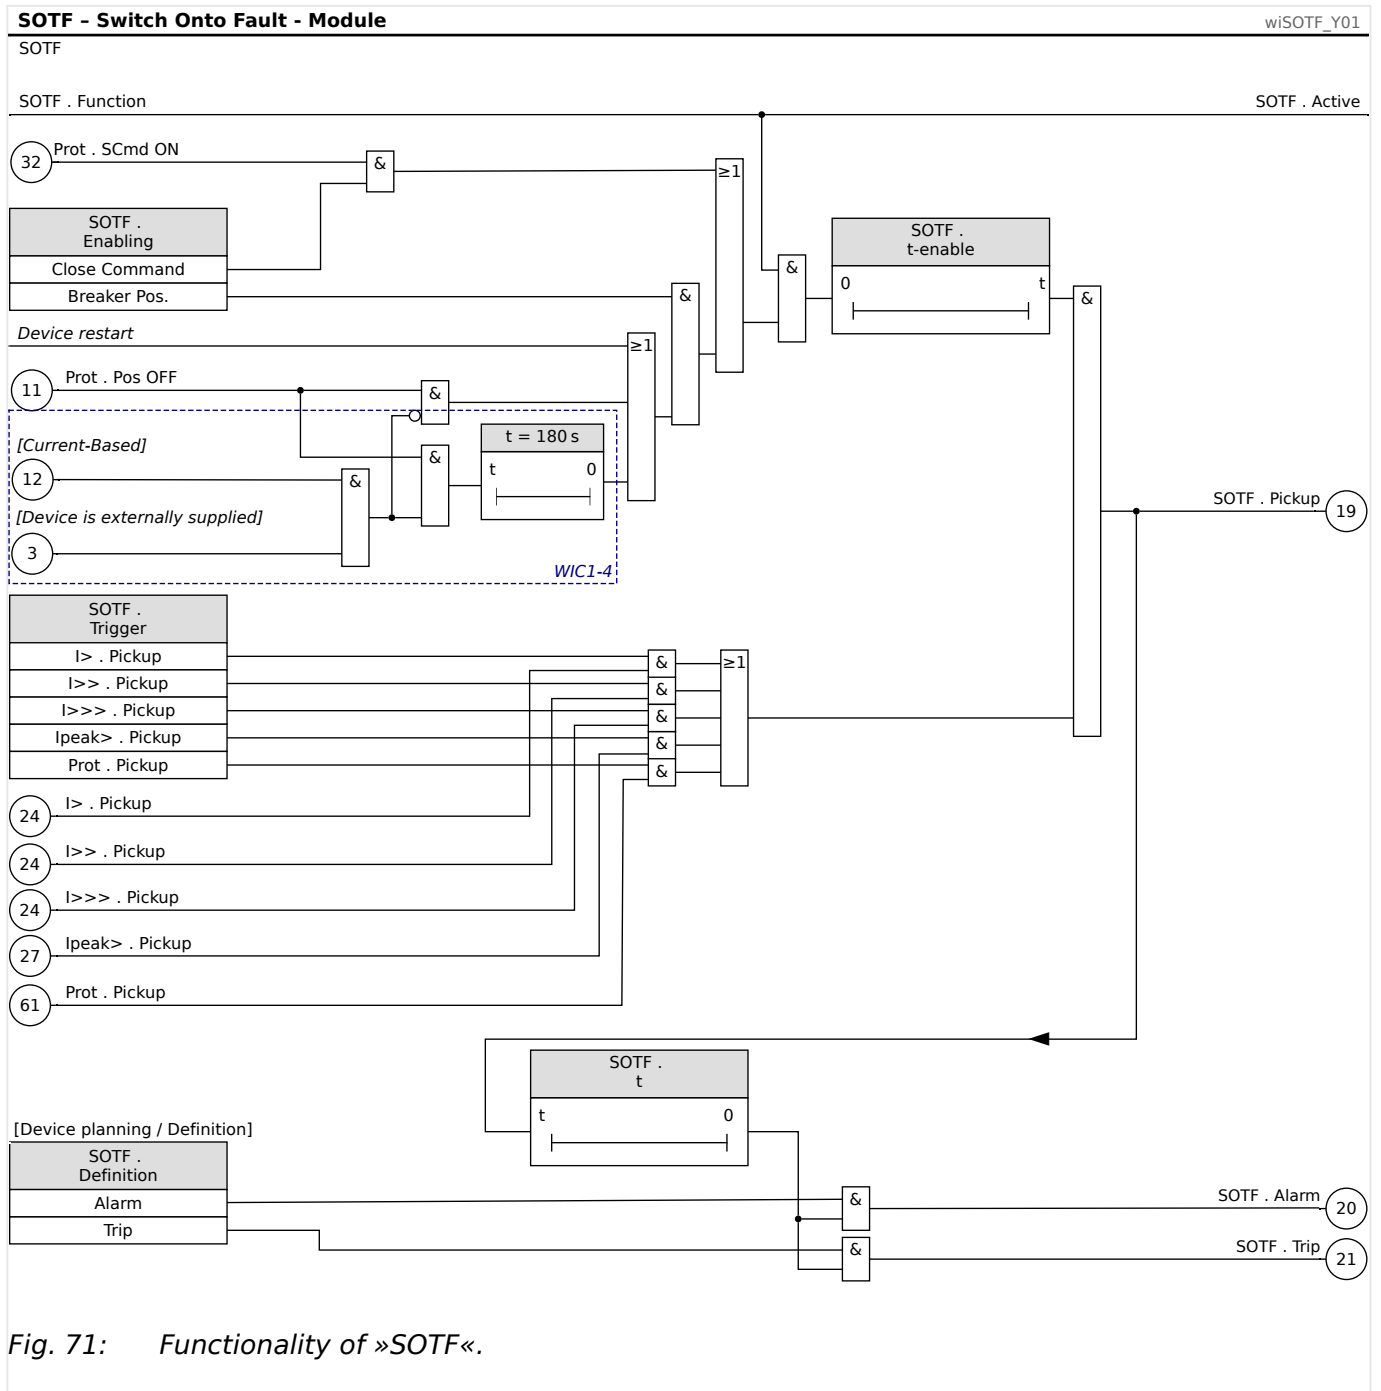 SOTF – Switch Onto Fault - Module
wiSOTF_Y01
SOTF
SOTF . Function
SOTF . Active
32
Prot . SCmd ON
&
≥1
SOTF .
Enabling
Close Command
Breaker Pos.
SOTF .
t-enable
0
t
&
&
&
Device restart
≥1
11
Prot . Pos OFF
&
[Current-Based]
12
&
&
t = 180 s
t
0
[Device is externally supplied]
3
WIC1-4
SOTF . Pickup
19
SOTF .
Trigger
I> . Pickup
I>> . Pickup
I>>> . Pickup
Ipeak> . Pickup
Prot . Pickup
&
&
&
&
&
≥1
24
I> . Pickup
24
I>> . Pickup
24
I>>> . Pickup
27
Ipeak> . Pickup
61
Prot . Pickup
SOTF .
t
t
0
[Device planning / Definition]
SOTF .
Definition
Alarm
Trip
&
SOTF . Alarm
20
&
SOTF . Trip
21
Fig. 71: Functionality of »SOTF«.